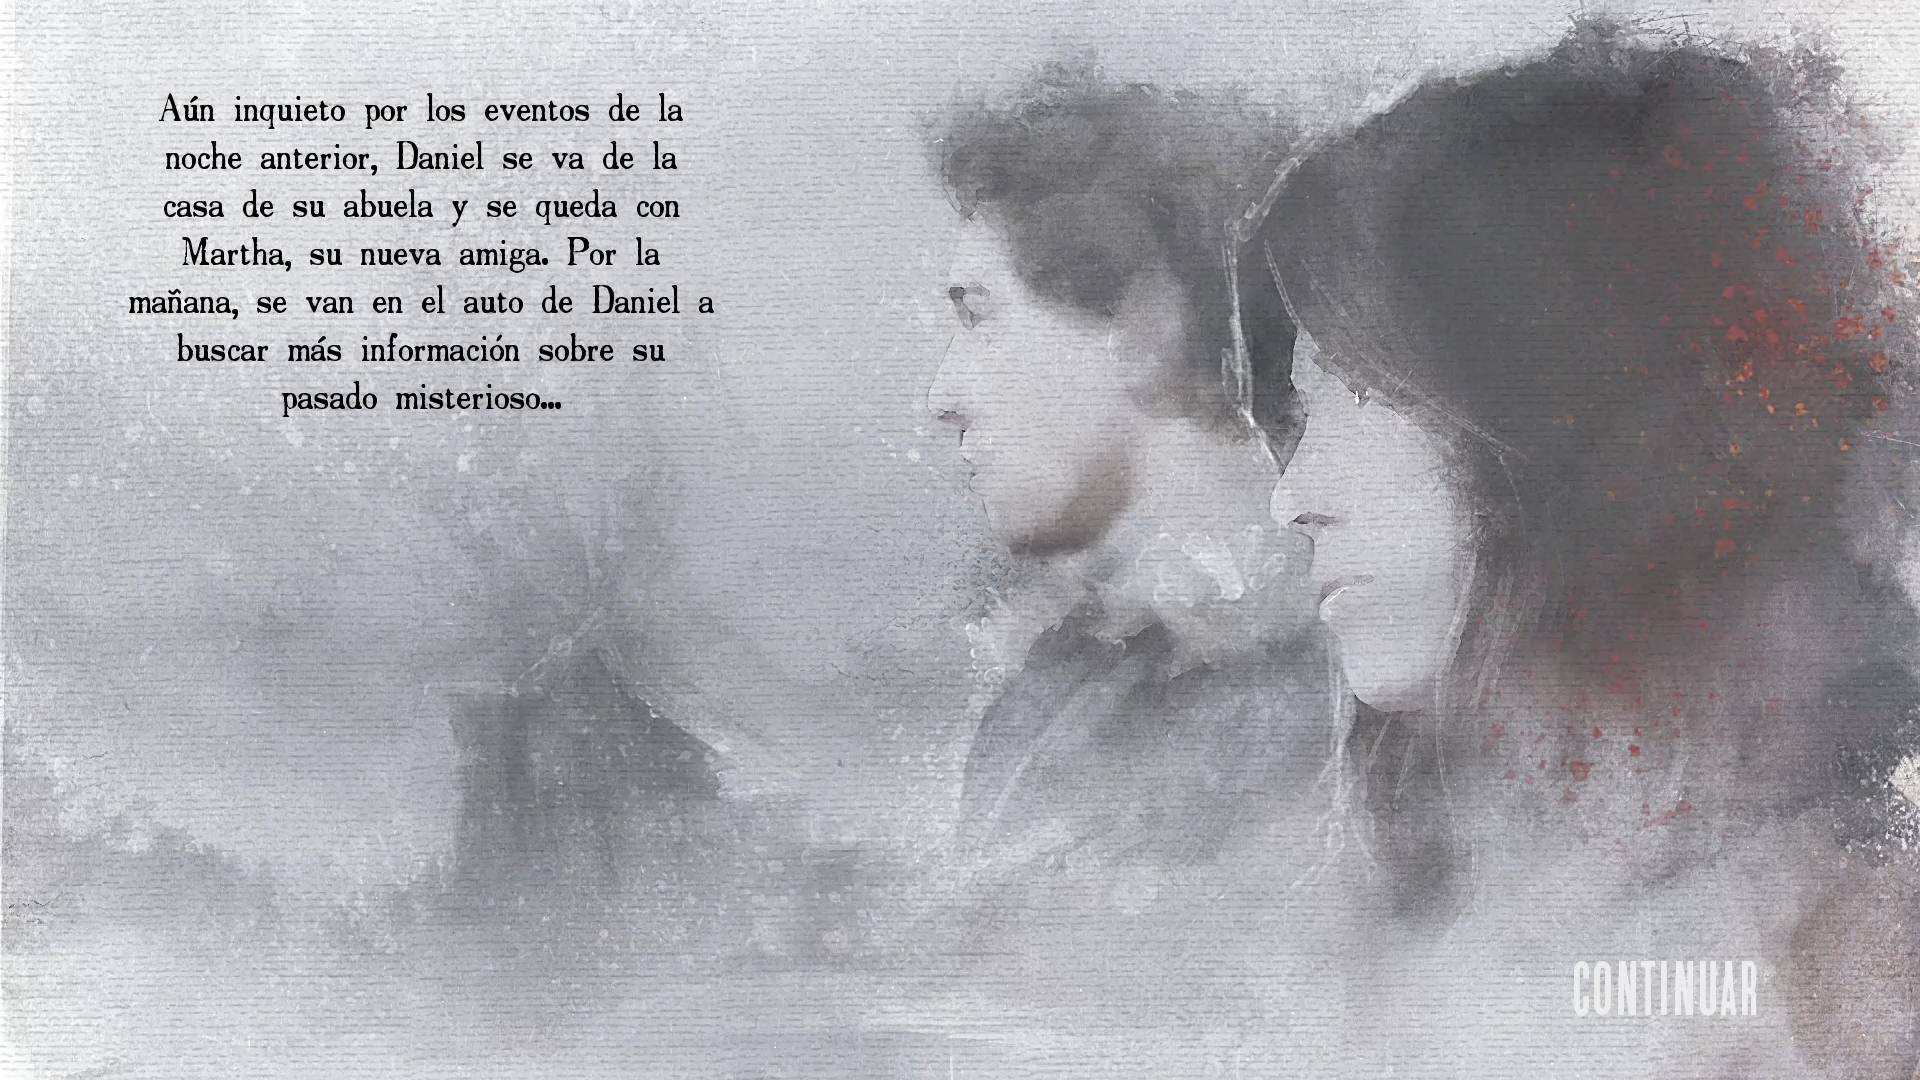 Aún inquieto por los eventos de la
noche anterior, Daniel se va de la
casa de su abuela y se queda con
Martha, su nueva amiga. Por la
mañana, se van en el auto de Daniel a
buscar más información sobre su
pasado misterioso...
CONTINUAR